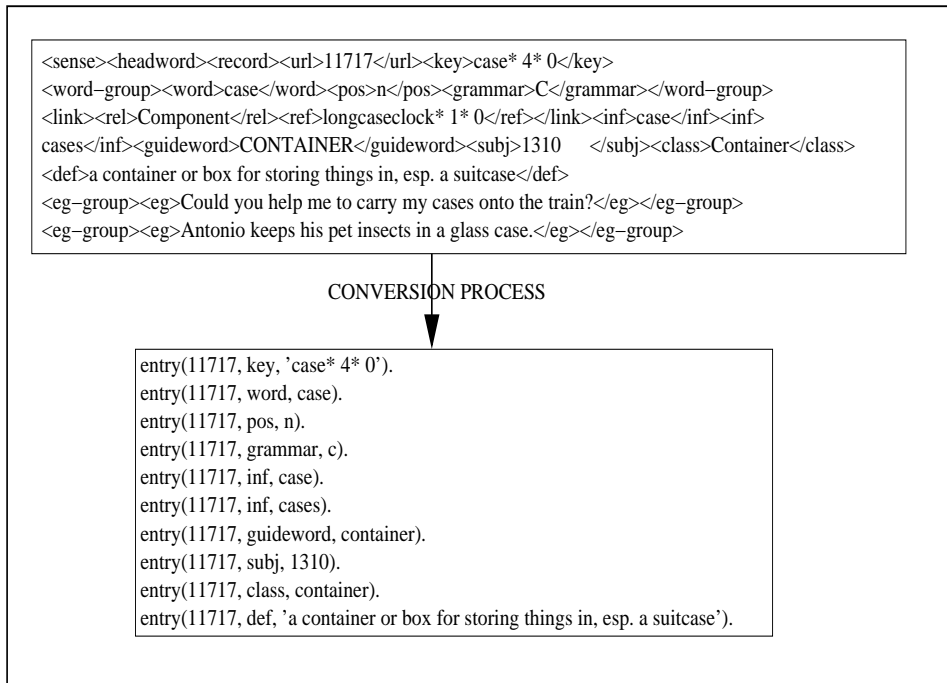 <sense><headword><record><url>11717</url><key>case* 4* 0</key>
<word−group><word>case</word><pos>n</pos><grammar>C</grammar></word−group>
<link><rel>Component</rel><ref>longcaseclock* 1* 0</ref></link><inf>case</inf><inf>
cases</inf><guideword>CONTAINER</guideword><subj>1310 </subj><class>Container</class>
<def>a container or box for storing things in, esp. a suitcase</def>
<eg−group><eg>Could you help me to carry my cases onto the train?</eg></eg−group>
<eg−group><eg>Antonio keeps his pet insects in a glass case.</eg></eg−group>
CONVERSION PROCESS
entry(11717, key, ’case* 4* 0’).
entry(11717, word, case).
entry(11717, pos, n).
entry(11717, grammar, c).
entry(11717, inf, case).
entry(11717, inf, cases).
entry(11717, guideword, container).
entry(11717, subj, 1310).
entry(11717, class, container).
entry(11717, def, ’a container or box for storing things in, esp. a suitcase’).